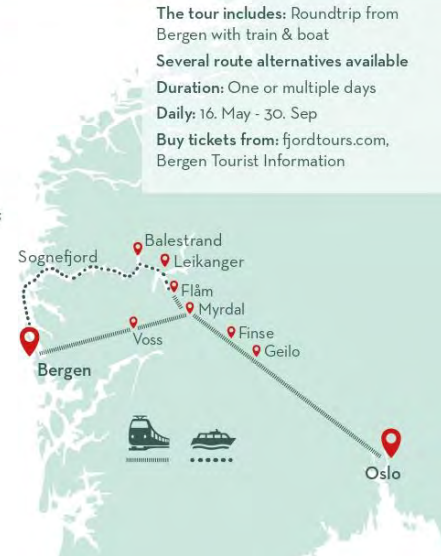 The tour includes: Roundtrip from
Bergen with train & boat
Several route alternatives available
Duration: One or multiple days
Daily: 16. May - 30. Sep
Buy tickets from: fjordtours.com,
Bergen Tourist Information
Balestrand
Sognefjord
Leikanger
Flåm
Myrdal
Voss
Finse
Geilo
Bergen
Oslo